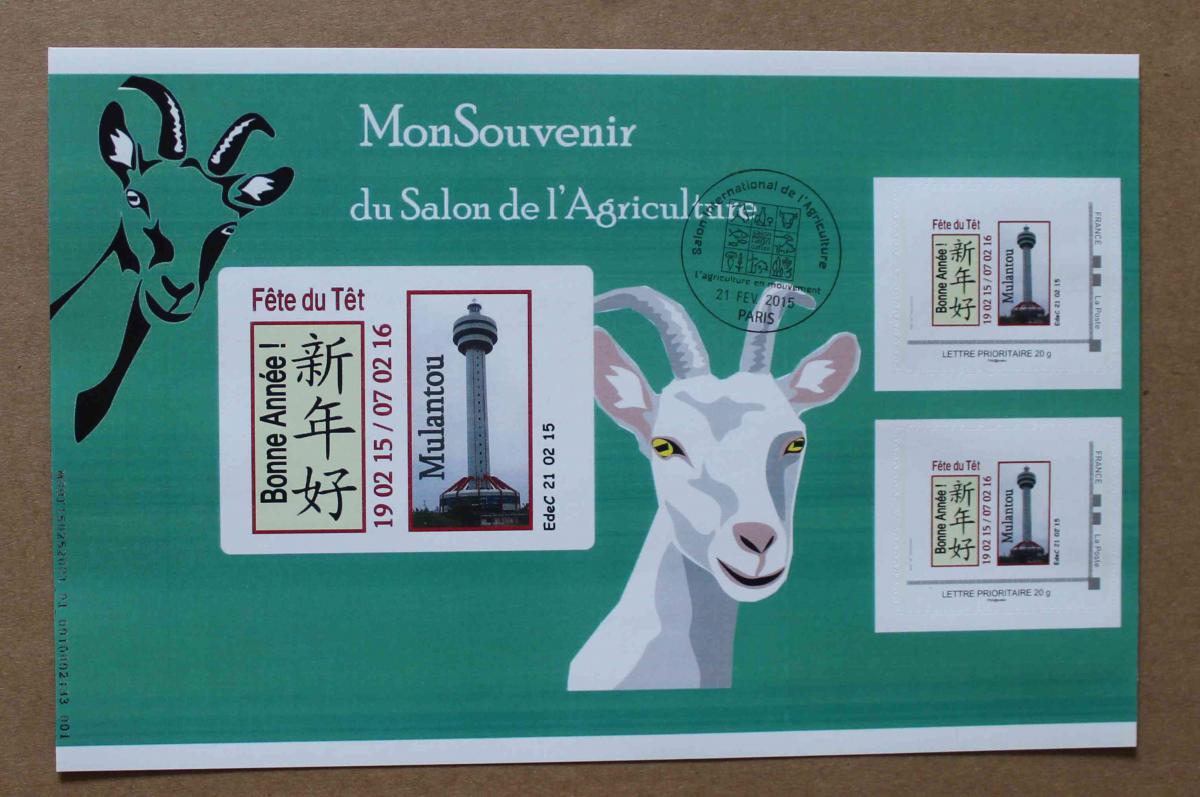 MonSouvenir
du Salon de l'Agriculture
Salon International de l'Agriculture
l'agriculture en mouvement
21 FEV. 2015
PARIS
Fête du Têt
Bonne Année !
新年好
19 02 15 / 07 02 16
Mulantou
EdeC 21 02 15
Fête du Têt
Bonne Année !
新年好
19 02 15 / 07 02 16
Mulantou
EdeC 21 02 15
FRANCE
La Poste
LETTRE PRIORITAIRE 20 g
Fête du Têt
Bonne Année !
新年好
19 02 15 / 07 02 16
Mulantou
EdeC 21 02 15
FRANCE
La Poste
LETTRE PRIORITAIRE 20 g